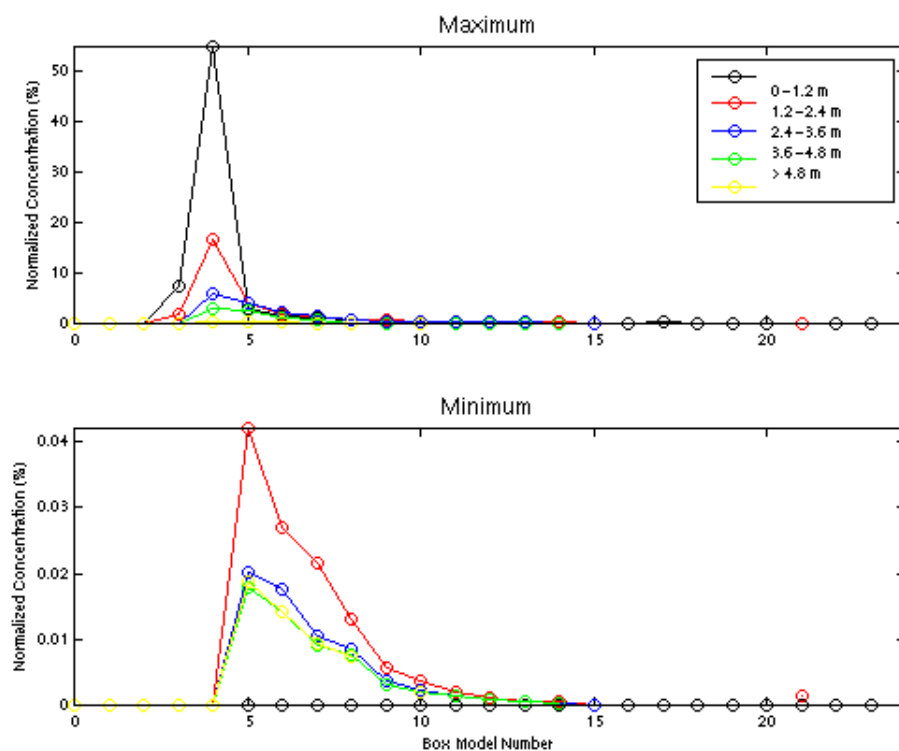 Maximum
Normalized Concentration (%)
50
40
30
20
10
0
0 5 10 15 20
0-1.2 m
1.2-2.4 m
2.4-3.6 m
3.6-4.8 m
> 4.8 m
Minimum
Normalized Concentration (%)
0.04
0.03
0.02
0.01
0
0 5 10 15 20
Box Model Number